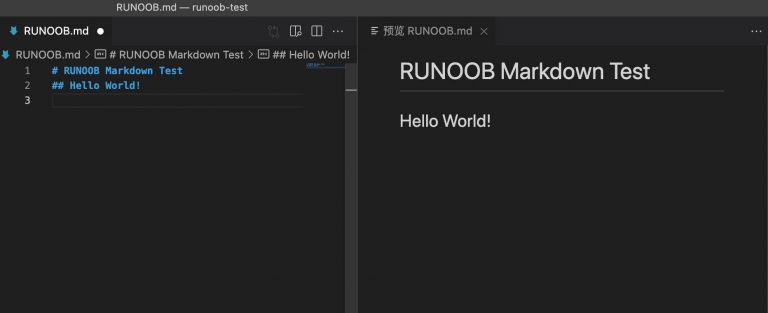 RUNOOB.md — runoob-test
RUNOOB.md
RUNOOB.md > # RUNOOB Markdown Test > ## Hello World!
1 # RUNOOB Markdown Test
2 ## Hello World!
3
预览 RUNOOB.md
RUNOOB Markdown Test
Hello World!